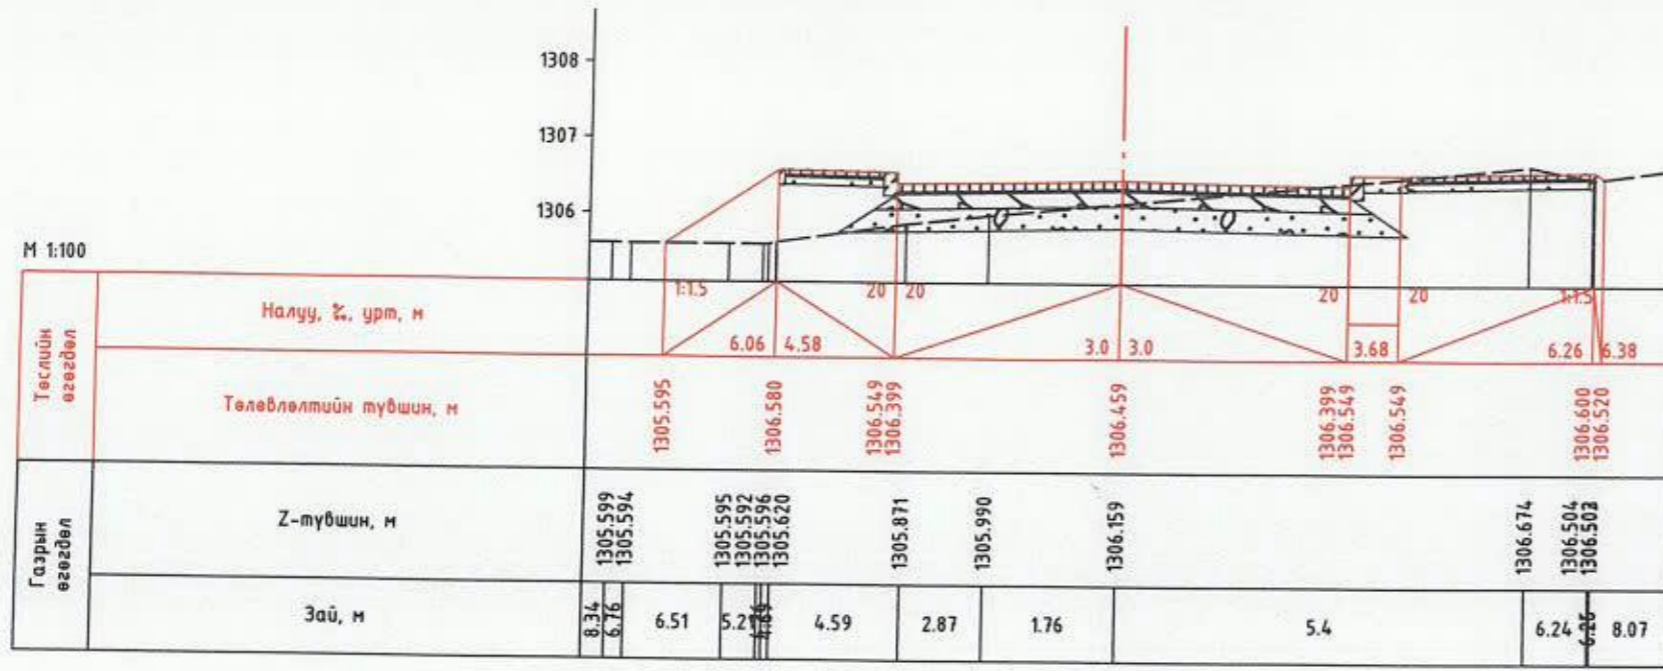 1308
1307
1306
М 1:100
Төслийн өгөгдөл
Налуу, ‰, урт, м
1:1.5 20 20 20 20 1:1.5
6.06 4.58 3.0 3.0 3.68 6.26 6.38
Төлөвлөлтийн түвшин, м
1305.595 1306.580 1306.549 1306.399 1306.459 1306.399 1306.549 1306.549 1306.600 1306.520
Газрын өгөгдөл
Z-түвшин, м
1305.599 1305.594 1305.595 1305.592 1305.596 1305.620 1305.871 1305.990 1306.159 1306.674 1306.504
Зай, м
8.34 6.76 6.51 5.21 4.59 2.87 1.76 5.4 6.24 8.07